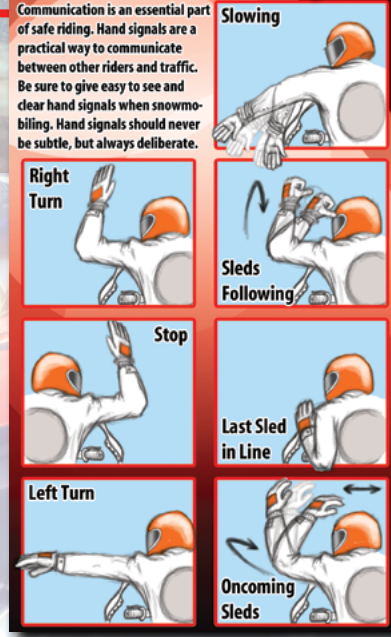 Communication is an essential part
of safe riding. Hand signals are a
practical way to communicate
between other riders and traffic.
Be sure to give easy to see and
clear hand signals when snowmo-
biling. Hand signals should never
be subtle, but always deliberate.
Slowing
Right
Turn
Sleds
Following
Stop
Last Sled
in Line
Left Turn
Oncoming
Sleds